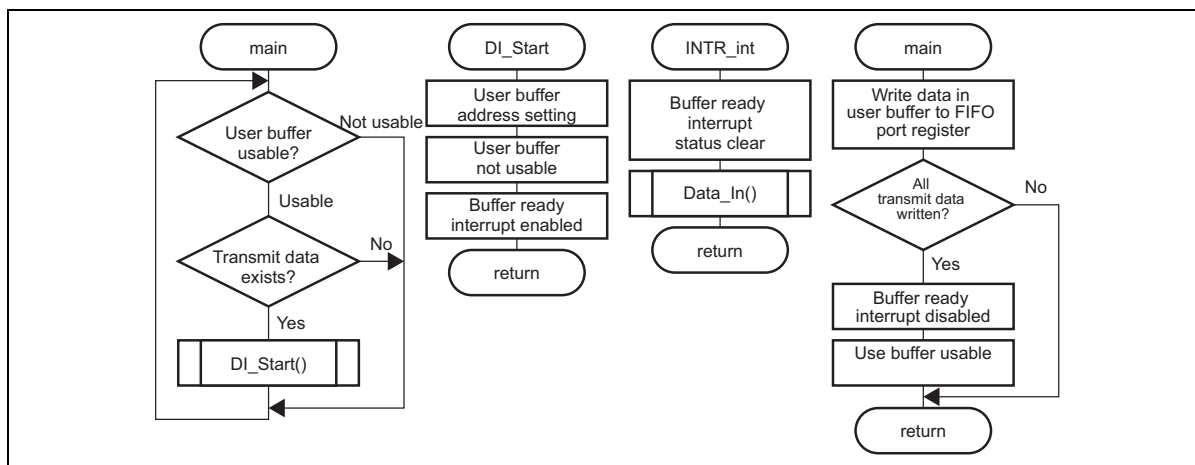 main
User buffer
usable?
Not usable
Usable
Transmit data
exists?
No
Yes
DI_Start()
DI_Start
User buffer
address setting
User buffer
not usable
Buffer ready
interrupt enabled
return
INTR_int
Buffer ready
interrupt
status clear
Data_In()
return
main
Write data in
user buffer to FIFO
port register
All
transmit data
written?
No
Yes
Buffer ready
interrupt disabled
Use buffer usable
return